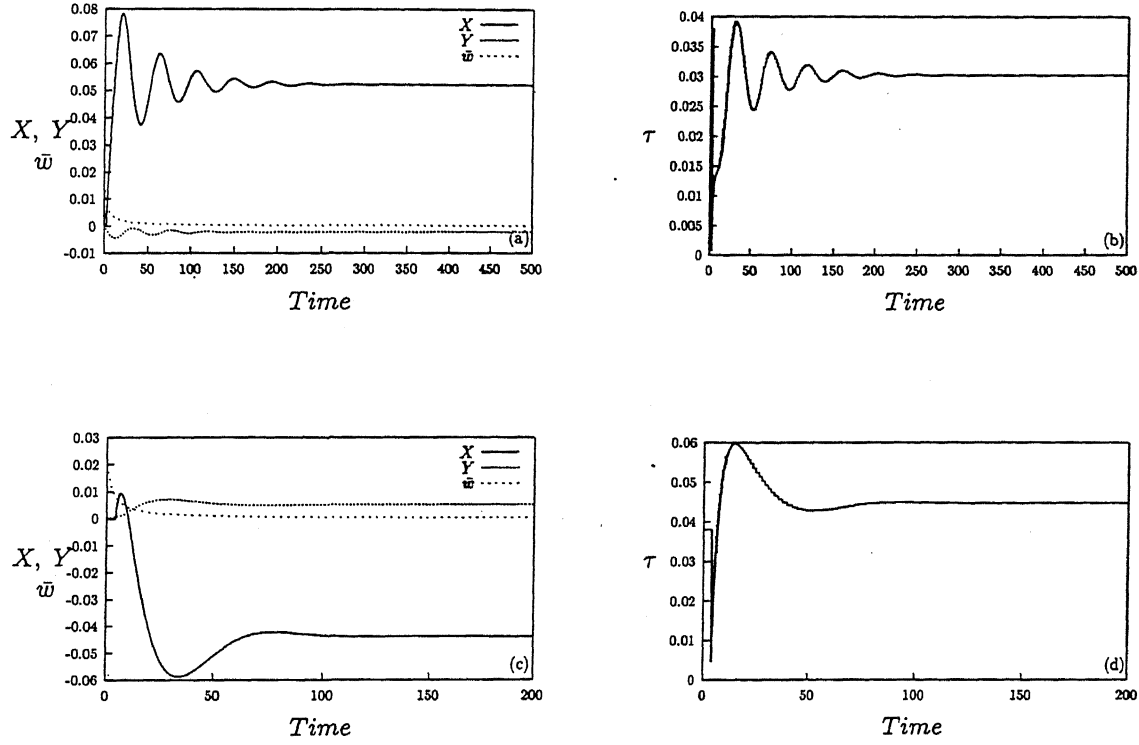 0.08
0.07
0.06
0.05
0.04
0.03
0.02
0.01
0
-0.01
X, Y
w̄
X
Y
w̄
(a)
0 50 100 150 200 250 300 350 400 450 500
Time
0.04
0.035
0.03
0.025
0.02
0.015
0.01
0.005
0
τ
(b)
0 50 100 150 200 250 300 350 400 450 500
Time
0.03
0.02
0.01
0
-0.01
-0.02
-0.03
-0.04
-0.05
-0.06
X, Y
w̄
X
Y
w̄
(c)
0 50 100 150 200
Time
0.06
0.05
0.04
0.03
0.02
0.01
0
τ
(d)
0 50 100 150 200
Time